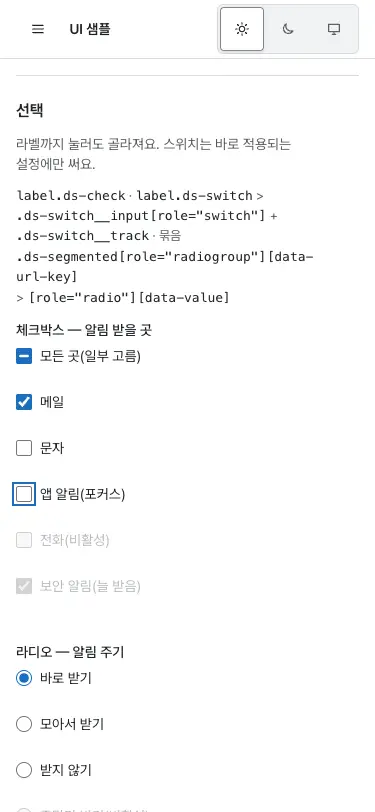 UI 샘플
선택
라벨까지 눌러도 골라져요. 스위치는 바로 적용되는
설정에만 써요.
label.ds-check · label.ds-switch >
.ds-switch__input[role="switch"] +
.ds-switch__track · 묶음
.ds-segmented[role="radiogroup"][data-
url-key]
> [role="radio"][data-value]
체크박스 — 알림 받을 곳
모든 곳(일부 고름)
메일
문자
앱 알림(포커스)
전화(비활성)
보안 알림(늘 받음)
라디오 — 알림 주기
바로 받기
모아서 받기
받지 않기